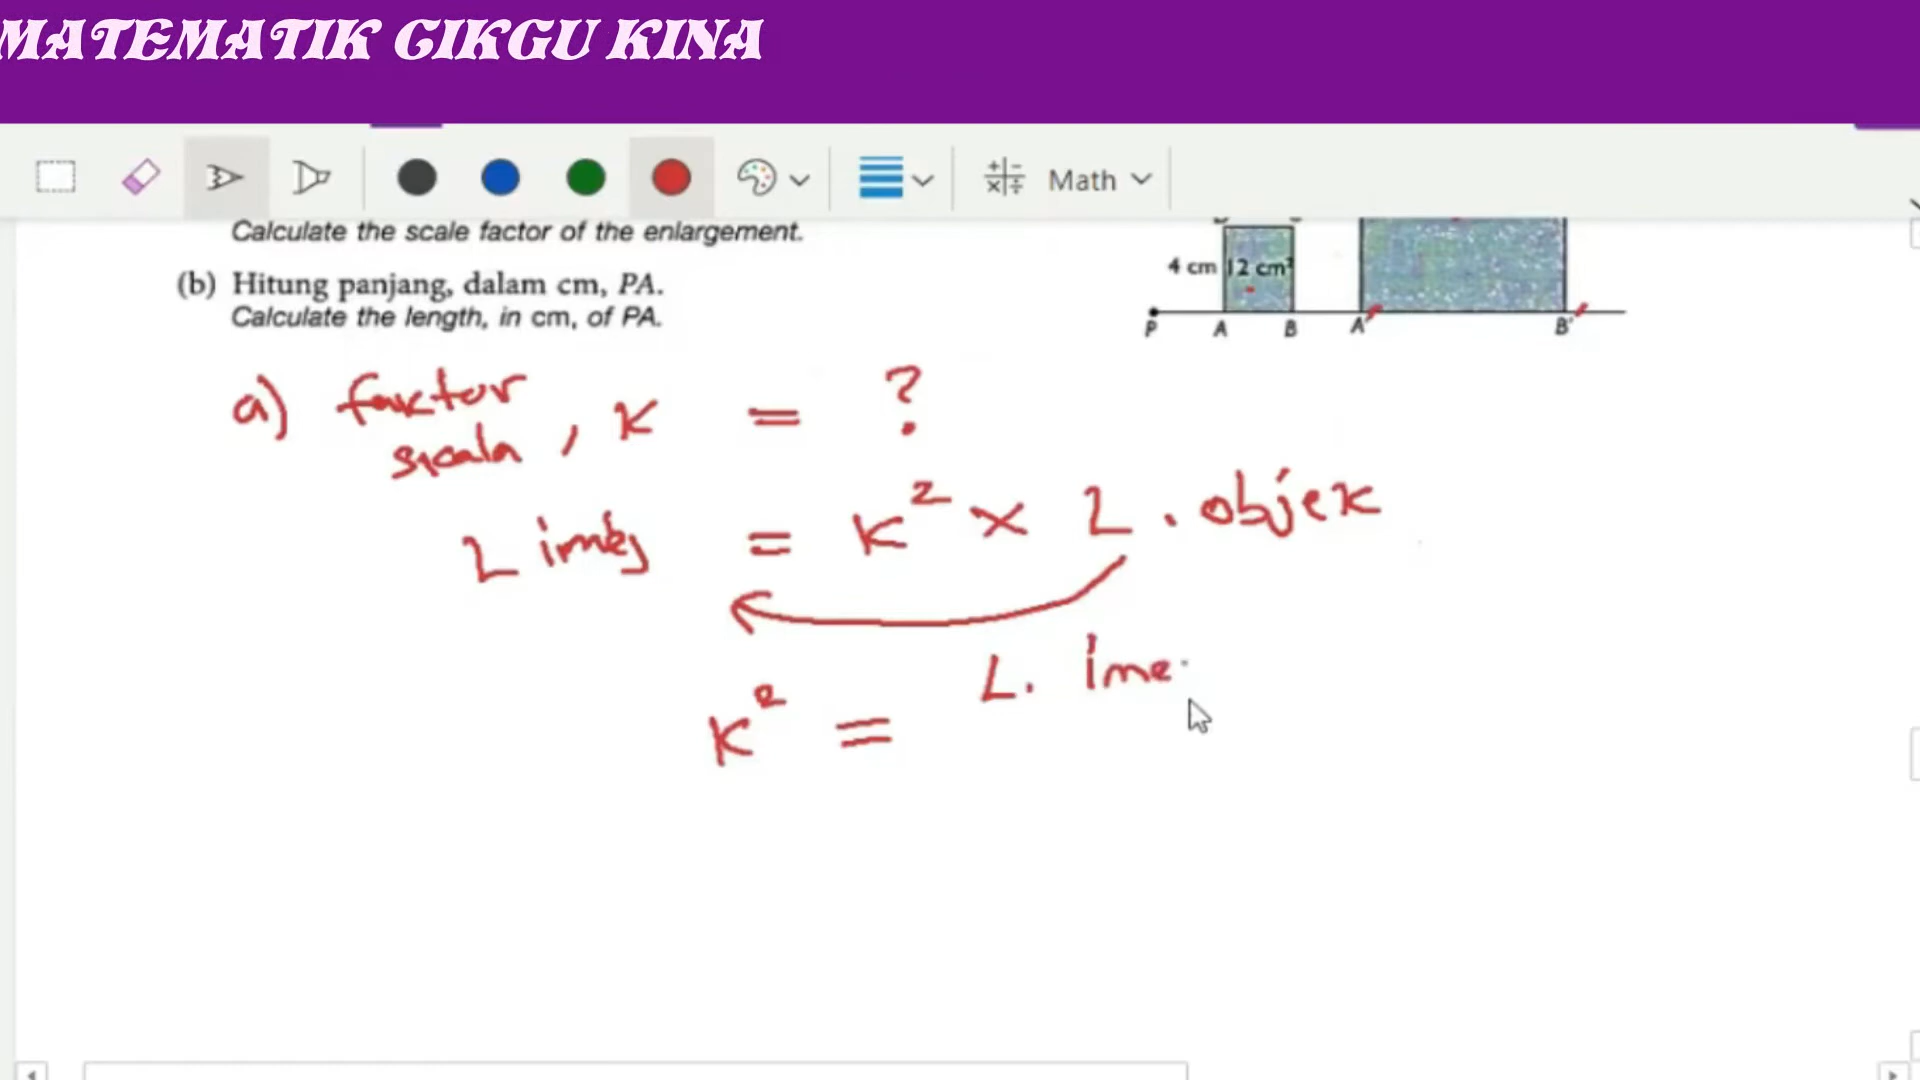 MATEMATIK CIKGU KINA
Math
Calculate the scale factor of the enlargement.
(b) Hitung panjang, dalam cm, PA.
Calculate the length, in cm, of PA.
4 cm 12 cm²
P A B A' B'
a) faktor
skala, k = ?
L imej = k² × L. objek
k² = L. ime